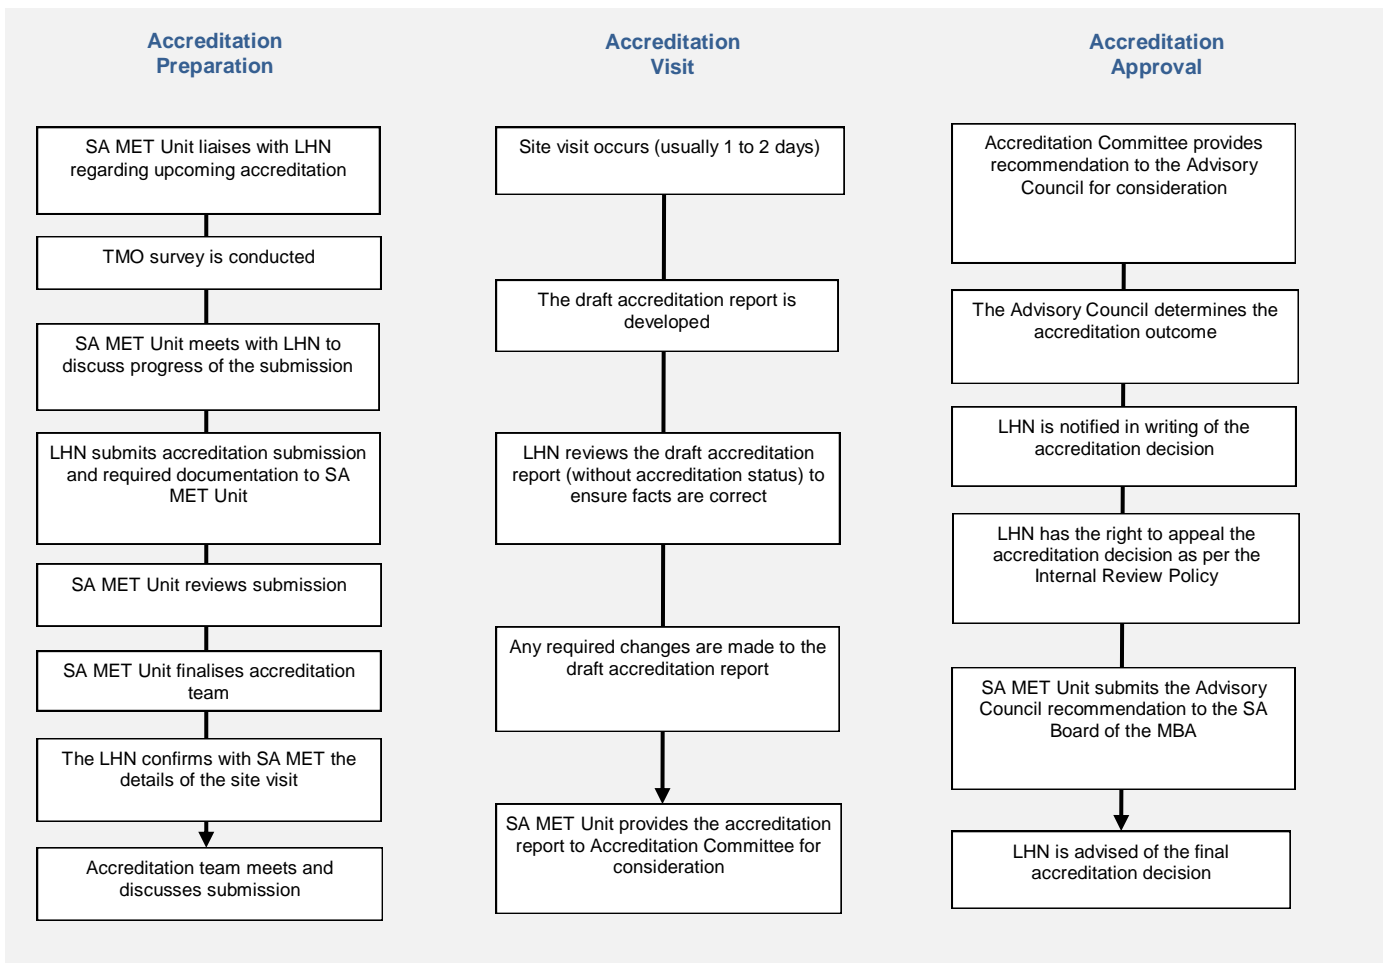 Accreditation
Preparation
SA MET Unit liaises with LHN
regarding upcoming accreditation
TMO survey is conducted
SA MET Unit meets with LHN to
discuss progress of the submission
LHN submits accreditation submission
and required documentation to SA
MET Unit
SA MET Unit reviews submission
SA MET Unit finalises accreditation
team
The LHN confirms with SA MET the
details of the site visit
Accreditation team meets and
discusses submission
Accreditation
Visit
Site visit occurs (usually 1 to 2 days)
The draft accreditation report is
developed
LHN reviews the draft accreditation
report (without accreditation status) to
ensure facts are correct
Any required changes are made to the
draft accreditation report
SA MET Unit provides the accreditation
report to Accreditation Committee for
consideration
Accreditation
Approval
Accreditation Committee provides
recommendation to the Advisory
Council for consideration
The Advisory Council determines the
accreditation outcome
LHN is notified in writing of the
accreditation decision
LHN has the right to appeal the
accreditation decision as per the
Internal Review Policy
SA MET Unit submits the Advisory
Council recommendation to the SA
Board of the MBA
LHN is advised of the final
accreditation decision